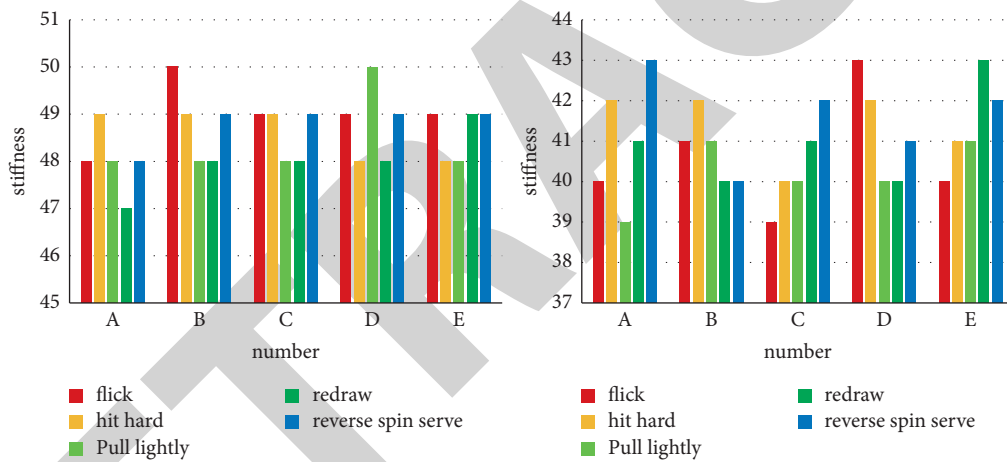 51
50
49
48
47
46
45
stiffness
A B C D E
number
flick
hit hard
Pull lightly
redraw
reverse spin serve
44
43
42
41
40
39
38
37
stiffness
A B C D E
number
flick
hit hard
Pull lightly
redraw
reverse spin serve